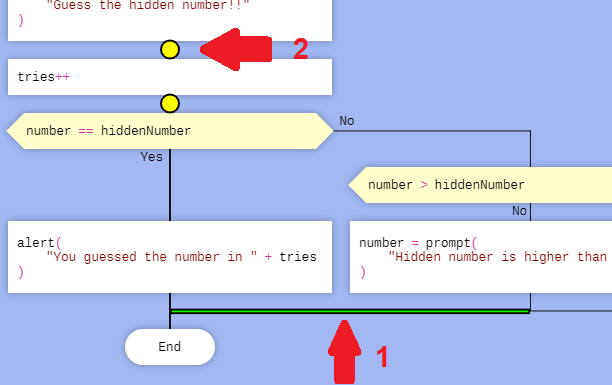 "Guess the hidden number!!"
)
2
tries++
number == hiddenNumber
No
Yes
number > hiddenNumber
No
alert(
"You guessed the number in " + tries
)
number = prompt(
"Hidden number is higher than
)
End
1